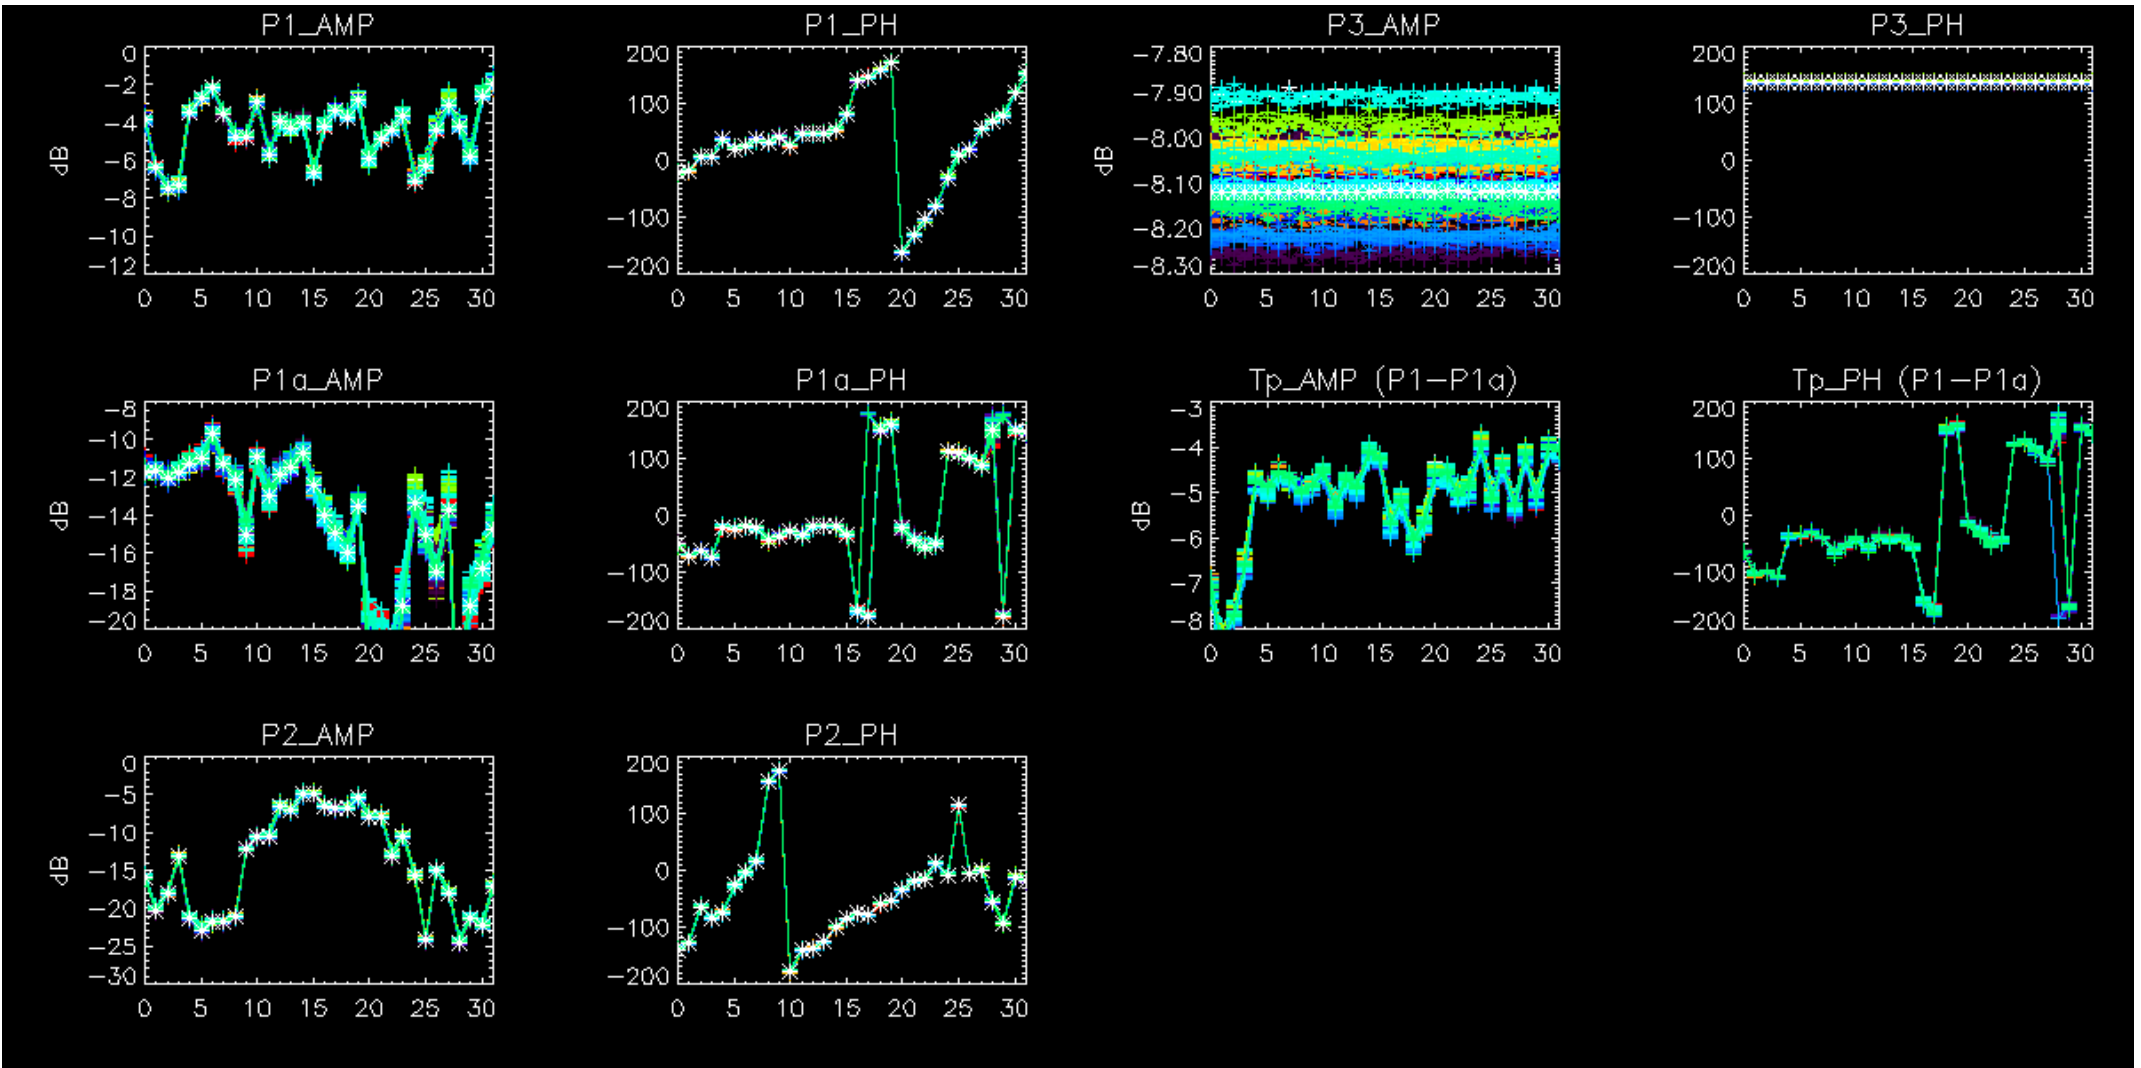 P1_AMP
dB
0
−2
−4
−6
−8
−10
−12
0 5 10 15 20 25 30
P1_PH
200
100
0
−100
−200
0 5 10 15 20 25 30
P3_AMP
dB
−7.80
−7.90
−8.00
−8.10
−8.20
−8.30
0 5 10 15 20 25 30
P3_PH
200
100
0
−100
−200
0 5 10 15 20 25 30
P1a_AMP
dB
−8
−10
−12
−14
−16
−18
−20
0 5 10 15 20 25 30
P1a_PH
200
100
0
−100
−200
0 5 10 15 20 25 30
Tp_AMP (P1−P1a)
dB
−3
−4
−5
−6
−7
−8
0 5 10 15 20 25 30
Tp_PH (P1−P1a)
200
100
0
−100
−200
0 5 10 15 20 25 30
P2_AMP
dB
0
−5
−10
−15
−20
−25
−30
0 5 10 15 20 25 30
P2_PH
200
100
0
−100
−200
0 5 10 15 20 25 30